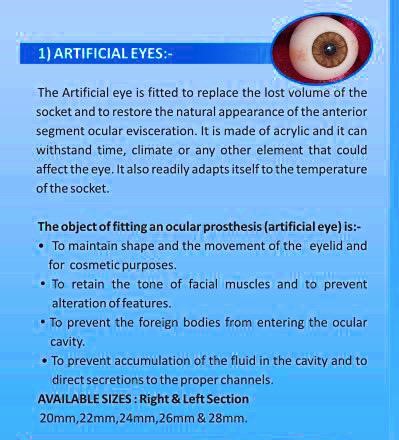 1) ARTIFICIAL EYES:-
The Artificial eye is fitted to replace the lost volume of the
socket and to restore the natural appearance of the anterior
segment ocular evisceration. It is made of acrylic and it can
withstand time, climate or any other element that could
affect the eye. It also readily adapts itself to the temperature
of the socket.
The object of fitting an ocular prosthesis (artificial eye) is:-
• To maintain shape and the movement of the eyelid and
for cosmetic purposes.
• To retain the tone of facial muscles and to prevent
alteration of features.
• To prevent the foreign bodies from entering the ocular
cavity.
• To prevent accumulation of the fluid in the cavity and to
direct secretions to the proper channels.
AVAILABLE SIZES : Right & Left Section
20mm,22mm,24mm,26mm & 28mm.